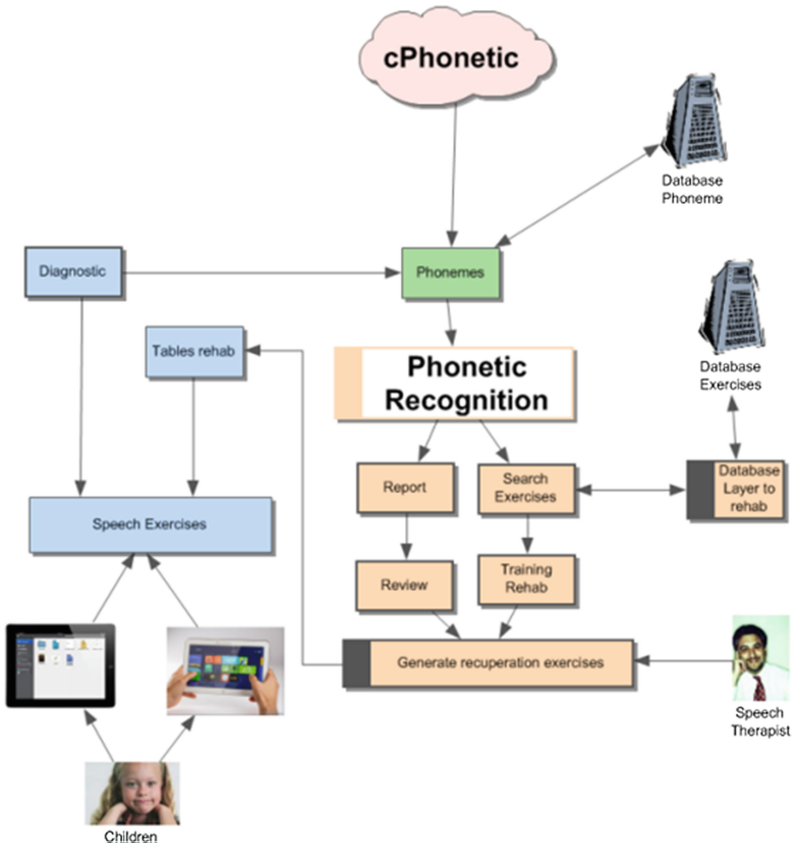 cPhonetic
Database
Phoneme
Diagnostic
Phonemes
Tables rehab
Phonetic
Recognition
Database
Exercises
Report
Search
Exercises
Database
Layer to
rehab
Speech Exercises
Review
Training
Rehab
Generate recuperation exercises
Speech
Therapist
Children